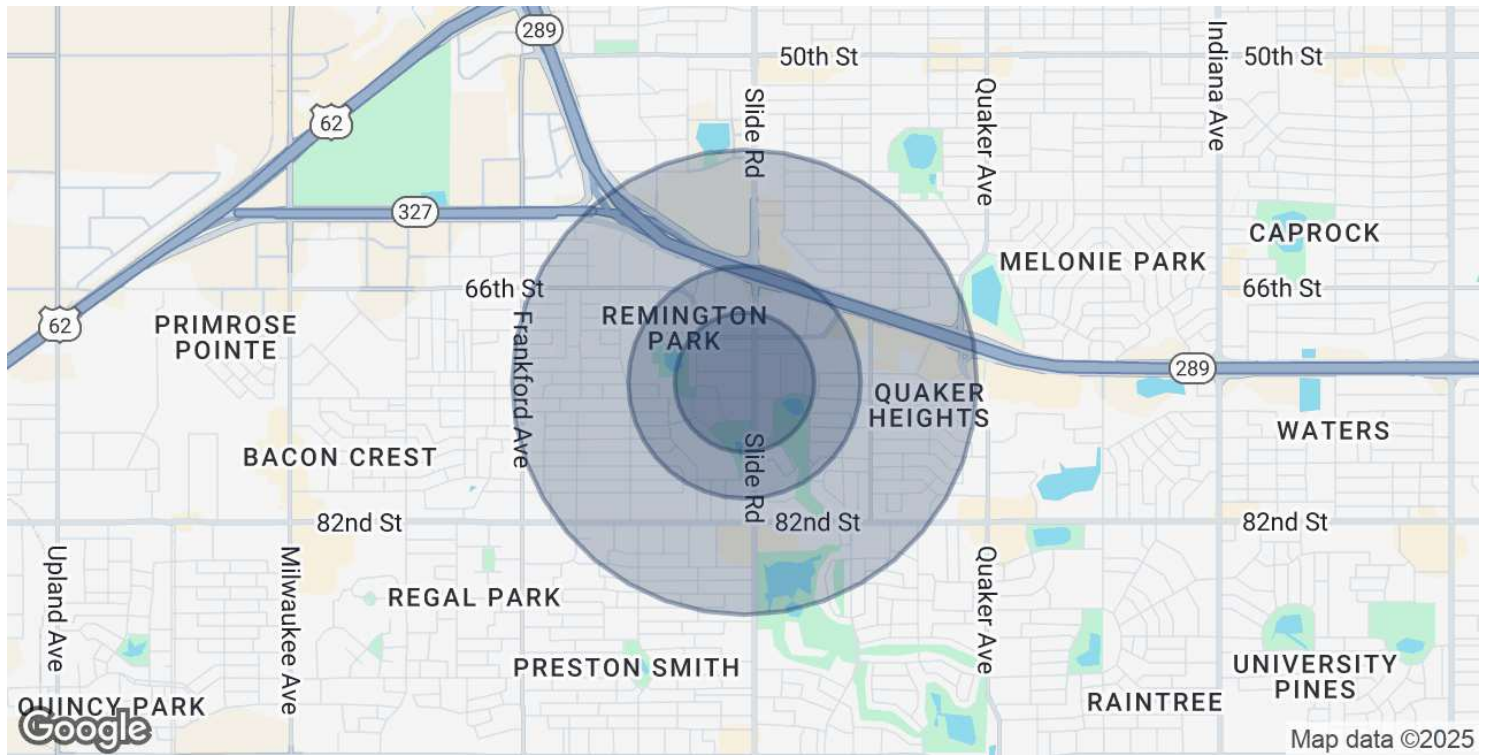 289
50th St
Indiana Ave
50th St
62
Slide Rd
Quaker Ave
327
CAPROCK
MELONIE PARK
66th St
66th St
62
PRIMROSE
POINTE
REMINGTON
PARK
Frankford Ave
289
QUAKER
HEIGHTS
WATERS
BACON CREST
Slide Rd
82nd St
82nd St
82nd St
Upland Ave
Milwaukee Ave
Quaker Ave
REGAL PARK
PRESTON SMITH
UNIVERSITY
PINES
RAINTREE
QUINCY PARK
Google
Map data ©2025